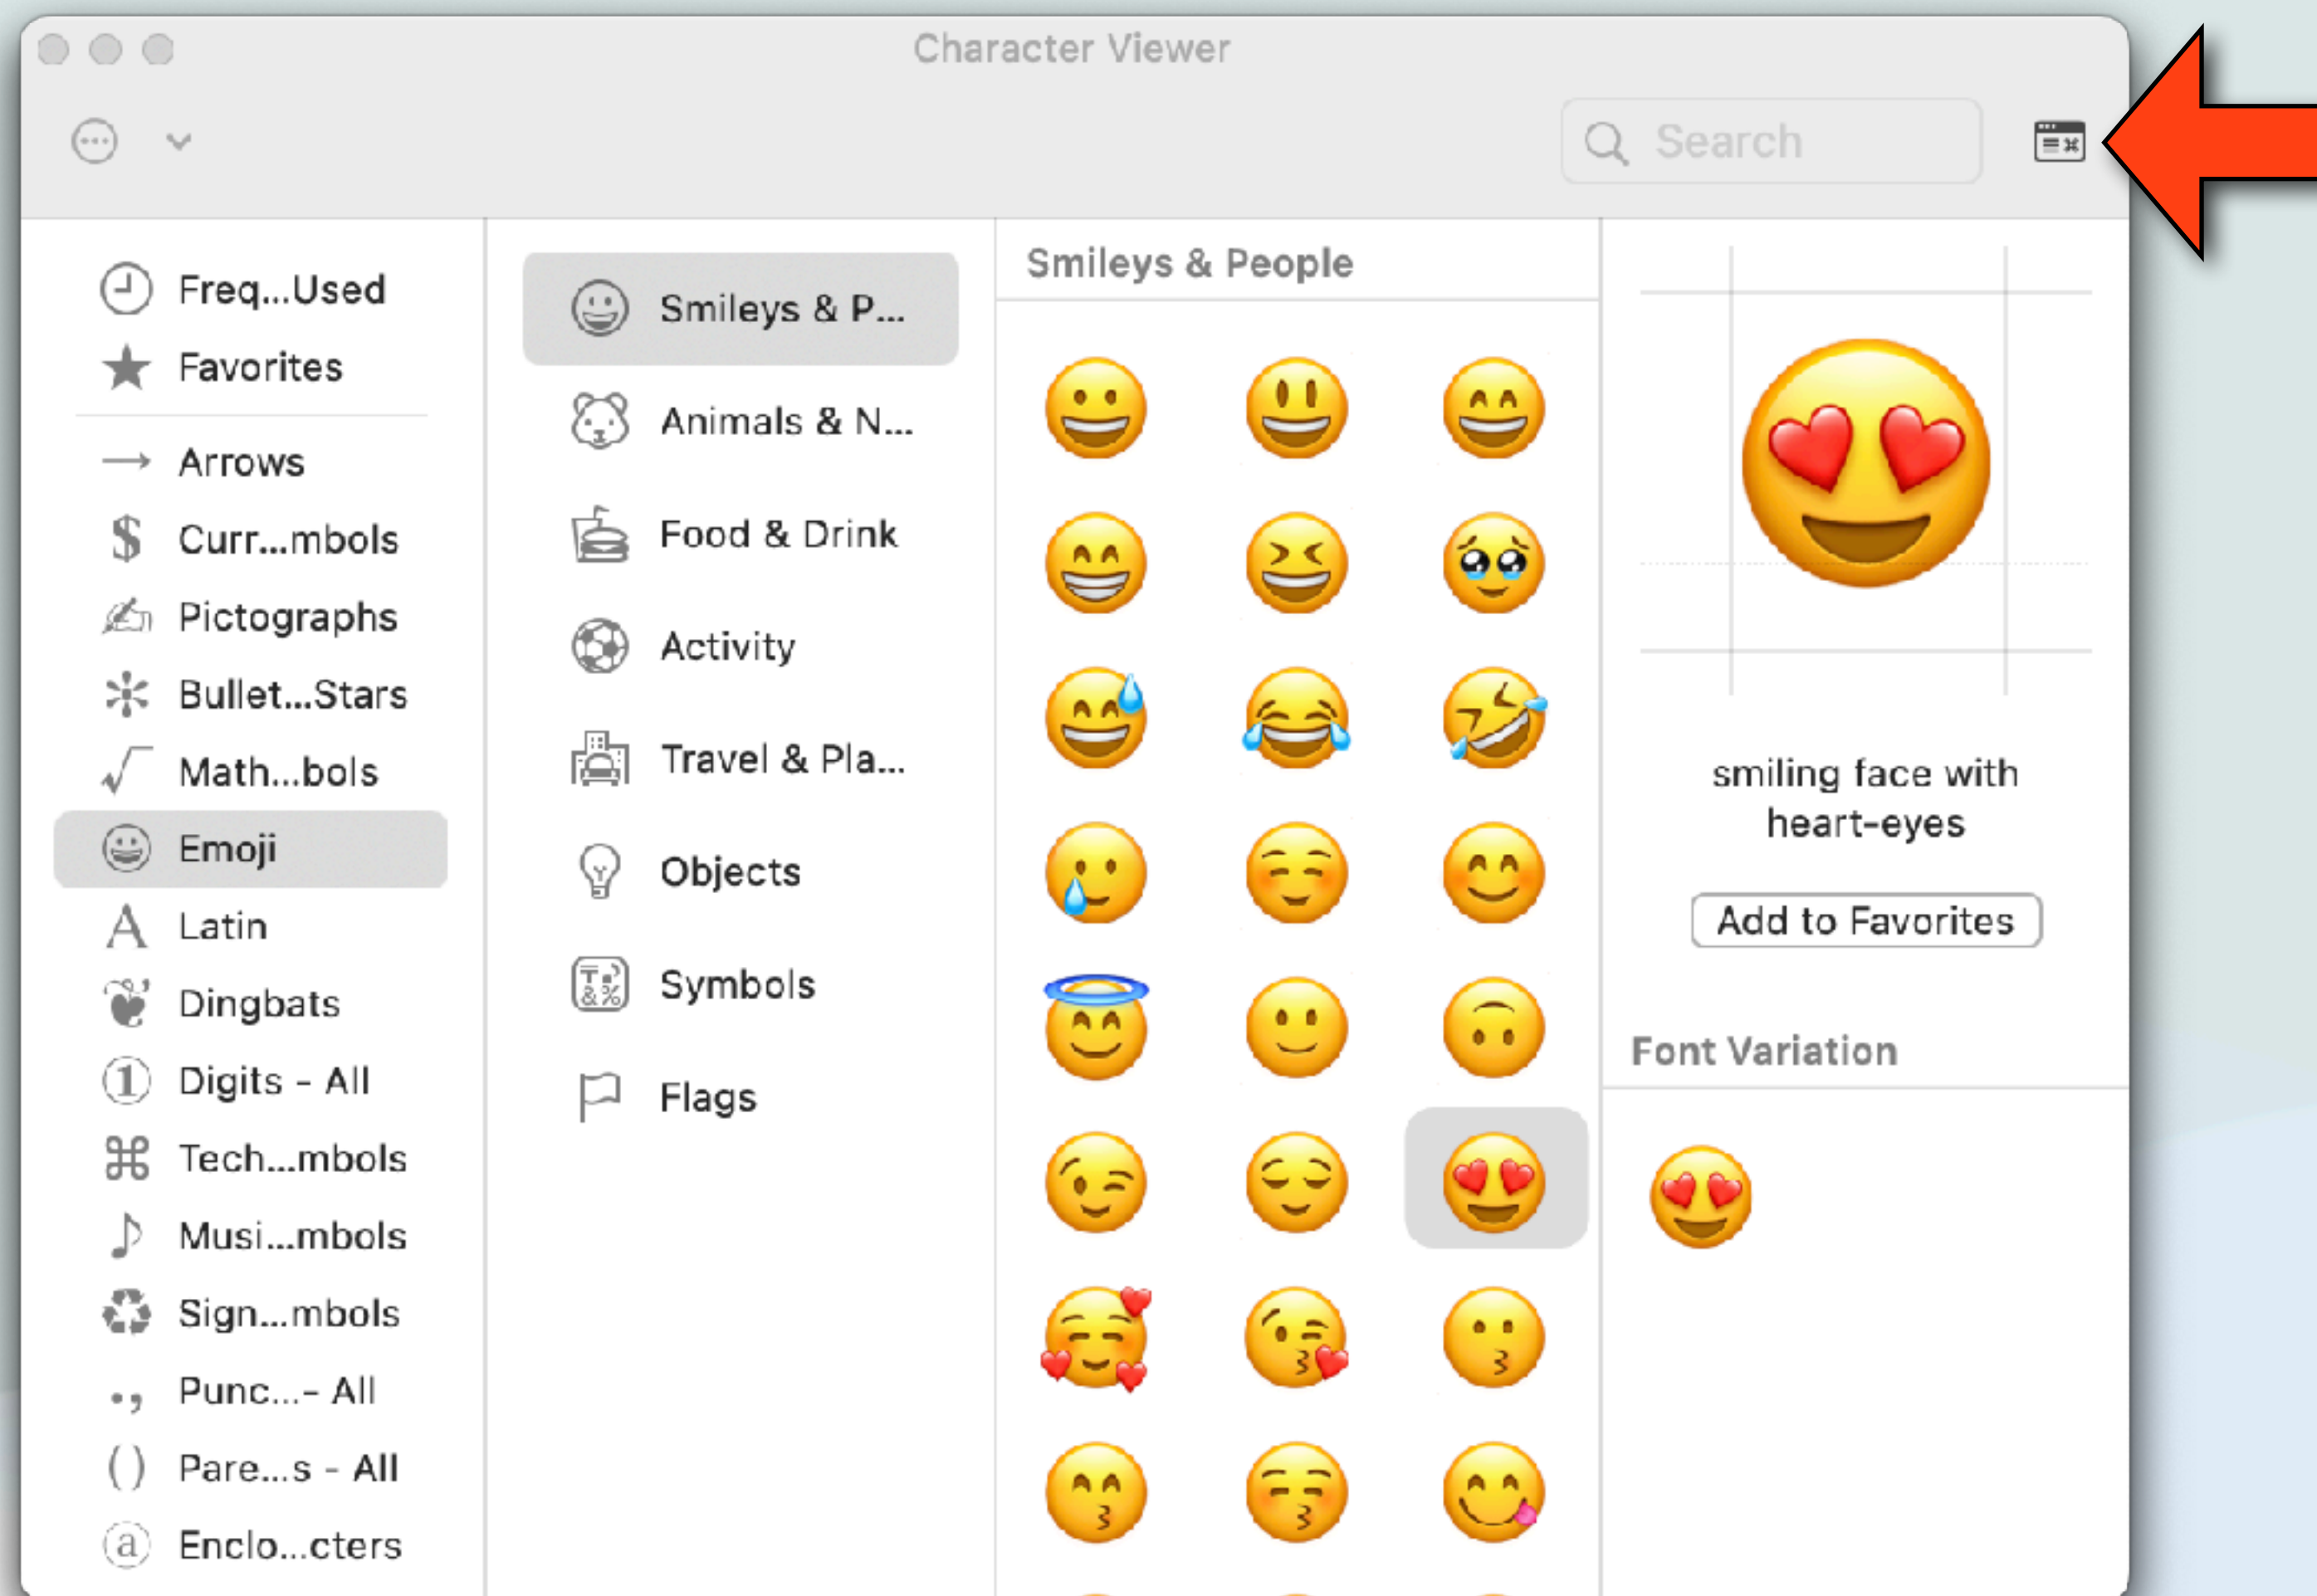 Character Viewer
Search
Freq...Used
Favorites
Arrows
Curr...mbols
Pictographs
Bullet...Stars
Math...bols
Emoji
Latin
Dingbats
Digits - All
Tech...mbols
Musi...mbols
Sign...mbols
Punc...- All
Pare...s - All
Enclo...cters
Smileys & P...
Animals & N...
Food & Drink
Activity
Travel & Pla...
Objects
Symbols
Flags
Smileys & People
smiling face with
heart-eyes
Add to Favorites
Font Variation